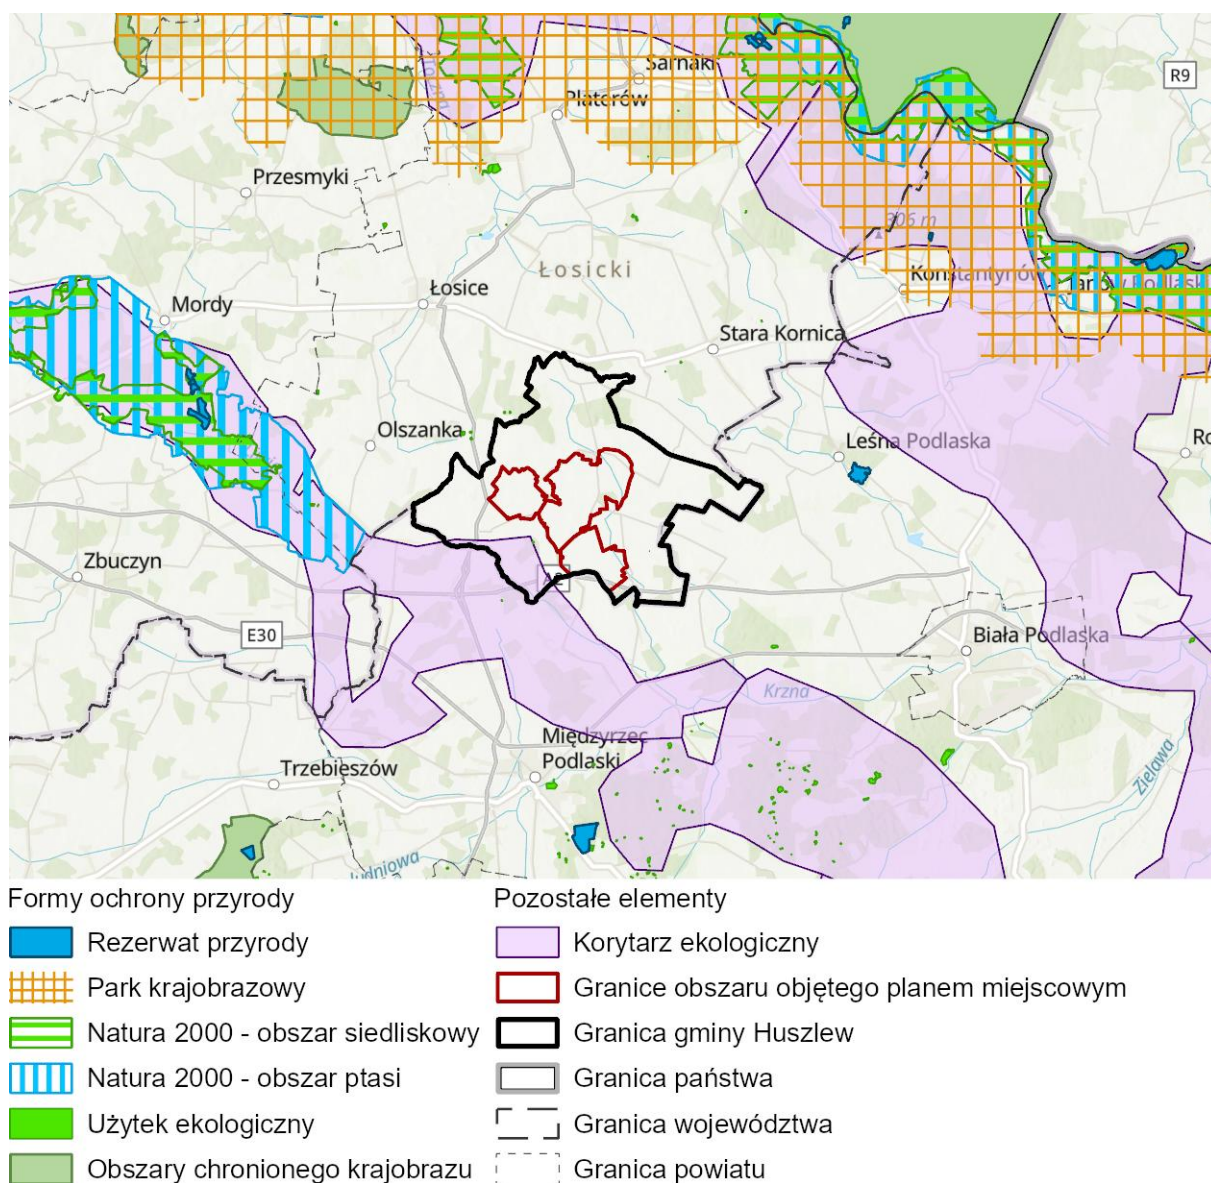 Sarnaki
Platerów
R9
Przesmyki
306 m
Łosicki
Konstantynów
Janów Podlaski
Łosice
Mordy
Stara Kornica
Olszanka
Leśna Podlaska
Zbuczyn
A2
E30
Biała Podlaska
Krzna
Międzyrzec
Podlaski
Trzebieszów
Zielawa
Formy ochrony przyrody
Pozostałe elementy
Rezerwat przyrody
Korytarz ekologiczny
Park krajobrazowy
Granice obszaru objętego planem miejscowym
Natura 2000 - obszar siedliskowy
Granica gminy Huszlew
Natura 2000 - obszar ptasi
Granica państwa
Użytek ekologiczny
Granica województwa
Obszary chronionego krajobrazu
Granica powiatu